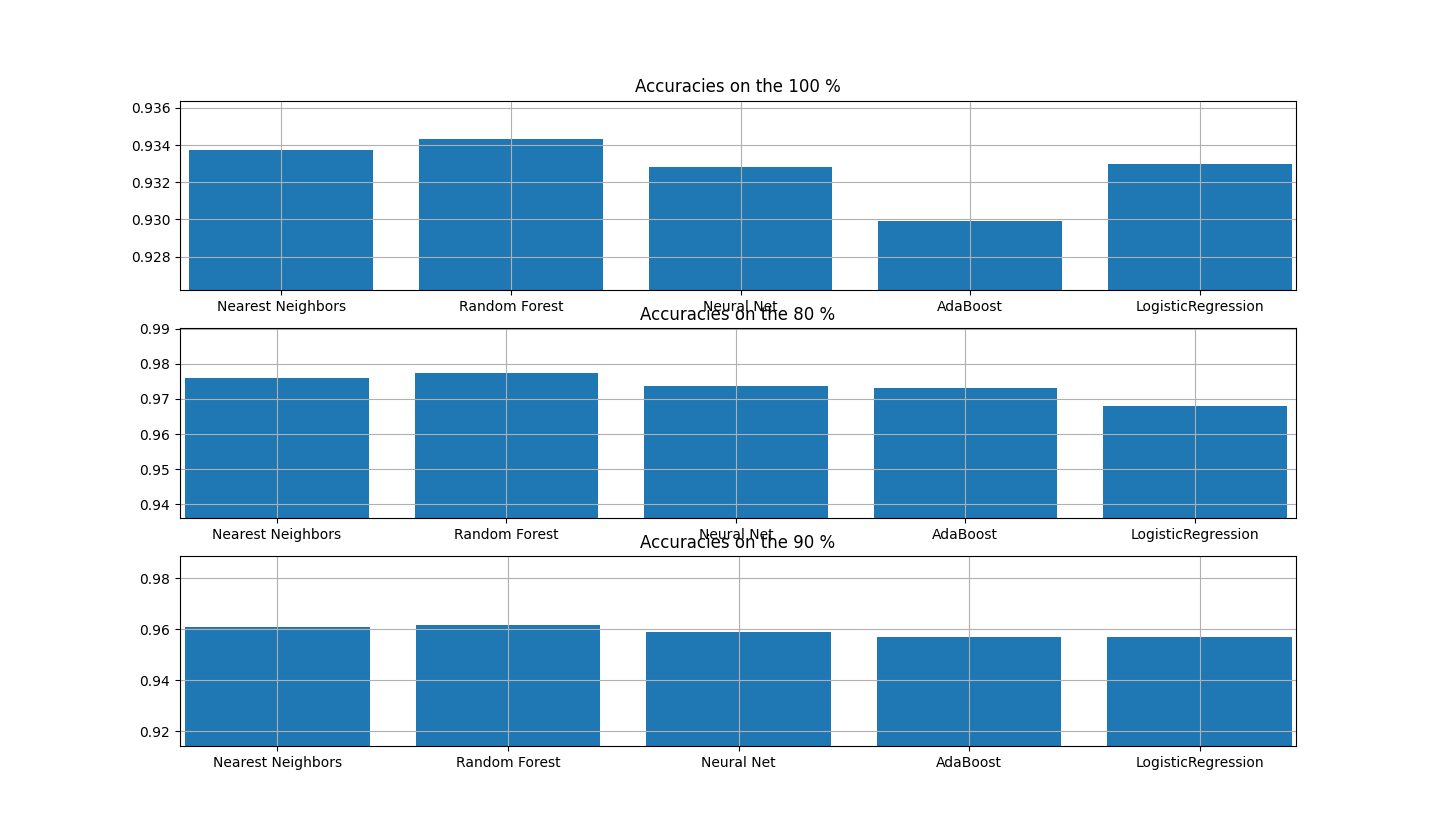 Accuracies on the 100 %
0.936
0.934
0.932
0.930
0.928
Nearest Neighbors Random Forest Neural Net AdaBoost LogisticRegression
Accuracies on the 80 %
0.99
0.98
0.97
0.96
0.95
0.94
Nearest Neighbors Random Forest Neural Net AdaBoost LogisticRegression
Accuracies on the 90 %
0.98
0.96
0.94
0.92
Nearest Neighbors Random Forest Neural Net AdaBoost LogisticRegression